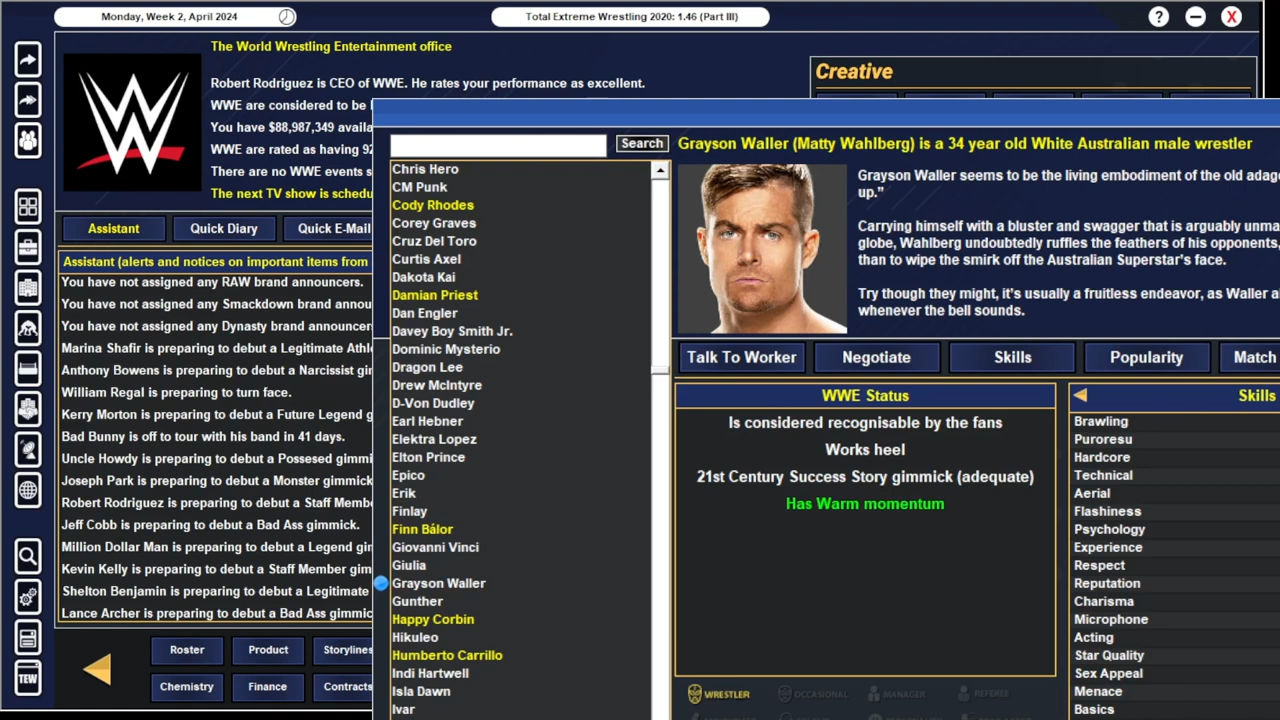 Monday, Week 2, April 2024
Total Extreme Wrestling 2020: 1.46 (Part III)
?
X
The World Wrestling Entertainment office
Robert Rodriguez is CEO of WWE. He rates your performance as excellent.
WWE are considered to be
You have $88,987,349 availa
WWE are rated as having 92
There are no WWE events s
The next TV show is schedu
Creative
Assistant
Quick Diary
Quick E-Mail
Assistant (alerts and notices on important items from
You have not assigned any RAW brand announcers.
You have not assigned any Smackdown brand annou
You have not assigned any Dynasty brand announcer
Marina Shafir is preparing to debut a Legitimate Athl
Anthony Bowens is preparing to debut a Narcissist gi
William Regal is preparing to turn face.
Kerry Morton is preparing to debut a Future Legend g
Bad Bunny is off to tour with his band in 41 days.
Uncle Howdy is preparing to debut a Possesed gimmi
Joseph Park is preparing to debut a Monster gimmick
Robert Rodriguez is preparing to debut a Staff Membe
Jeff Cobb is preparing to debut a Bad Ass gimmick.
Million Dollar Man is preparing to debut a Legend gi
Kevin Kelly is preparing to debut a Staff Member gim
Shelton Benjamin is preparing to debut a Legitimate
Lance Archer is preparing to debut a Bad Ass gimmic
Roster
Product
Storylines
Chemistry
Finance
Contracts
TEW
Search
Chris Hero
CM Punk
Cody Rhodes
Corey Graves
Cruz Del Toro
Curtis Axel
Dakota Kai
Damian Priest
Dan Engler
Davey Boy Smith Jr.
Dominic Mysterio
Dragon Lee
Drew McIntyre
D-Von Dudley
Earl Hebner
Elektra Lopez
Elton Prince
Epico
Erik
Finlay
Finn Bálor
Giovanni Vinci
Giulia
Grayson Waller
Gunther
Happy Corbin
Hikuleo
Humberto Carrillo
Indi Hartwell
Isla Dawn
Ivar
Grayson Waller (Matty Wahlberg) is a 34 year old White Australian male wrestler
Grayson Waller seems to be the living embodiment of the old adag
up.”
Carrying himself with a bluster and swagger that is arguably unma
globe, Wahlberg undoubtedly ruffles the feathers of his opponents,
than to wipe the smirk off the Australian Superstar's face.
Try though they might, it's usually a fruitless endeavor, as Waller a
whenever the bell sounds.
Talk To Worker
Negotiate
Skills
Popularity
Match
WWE Status
Is considered recognisable by the fans
Works heel
21st Century Success Story gimmick (adequate)
Has Warm momentum
WRESTLER
OCCASIONAL
MANAGER
REFEREE
Skills
Brawling
Puroresu
Hardcore
Technical
Aerial
Flashiness
Psychology
Experience
Respect
Reputation
Charisma
Microphone
Acting
Star Quality
Sex Appeal
Menace
Basics